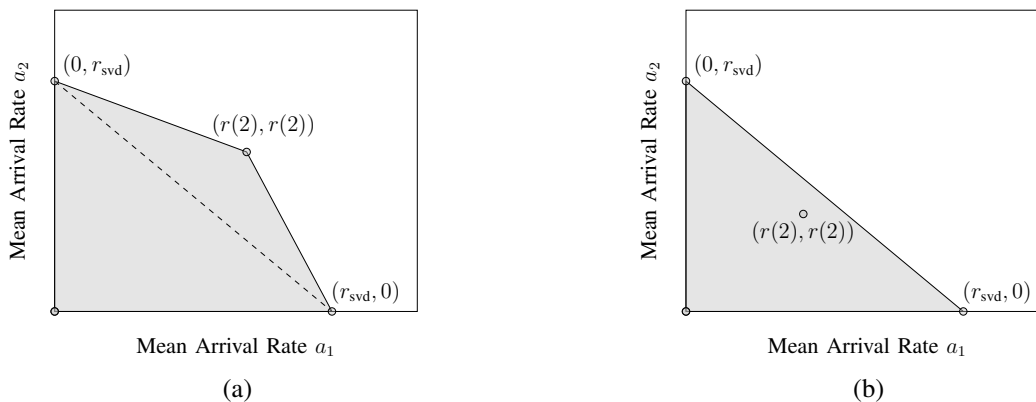 (0, r_svd)
(r(2), r(2))
(r_svd, 0)
Mean Arrival Rate a_2
Mean Arrival Rate a_1
(a)
(0, r_svd)
(r(2), r(2))
(r_svd, 0)
Mean Arrival Rate a_2
Mean Arrival Rate a_1
(b)